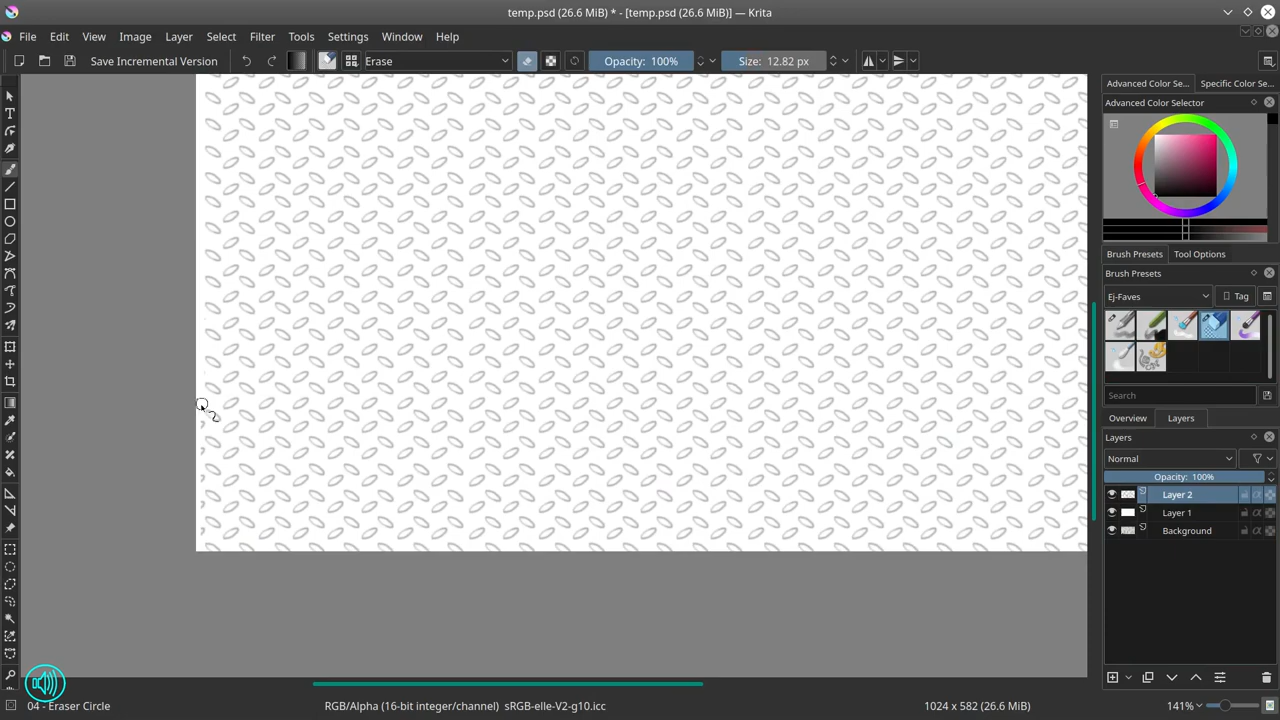 temp.psd (26.6 MiB) * - [temp.psd (26.6 MiB)] — Krita
File Edit View Image Layer Select Filter Tools Settings Window Help
Save Incremental Version Erase Opacity: 100% Size: 12.82 px
Advanced Color Se... Specific Color Se...
Advanced Color Selector
Brush Presets Tool Options
Brush Presets
Ej-Faves Tag
Search
Overview Layers
Layers
Normal
Opacity: 100%
Layer 2
Layer 1
Background
04 - Eraser Circle RGB/Alpha (16-bit integer/channel) sRGB-elle-V2-g10.icc 1024 x 582 (26.6 MiB) 141%